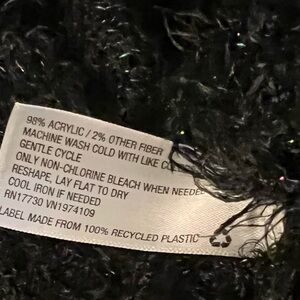 98% ACRYLIC / 2% OTHER FIBER
MACHINE WASH COLD WITH LIKE
GENTLE CYCLE
ONLY NON-CHLORINE BLEACH WHEN NEEDED
RESHAPE, LAY FLAT TO DRY
COOL IRON IF NEEDED
RN17730 VN1974109
LABEL MADE FROM 100% RECYCLED PLASTIC